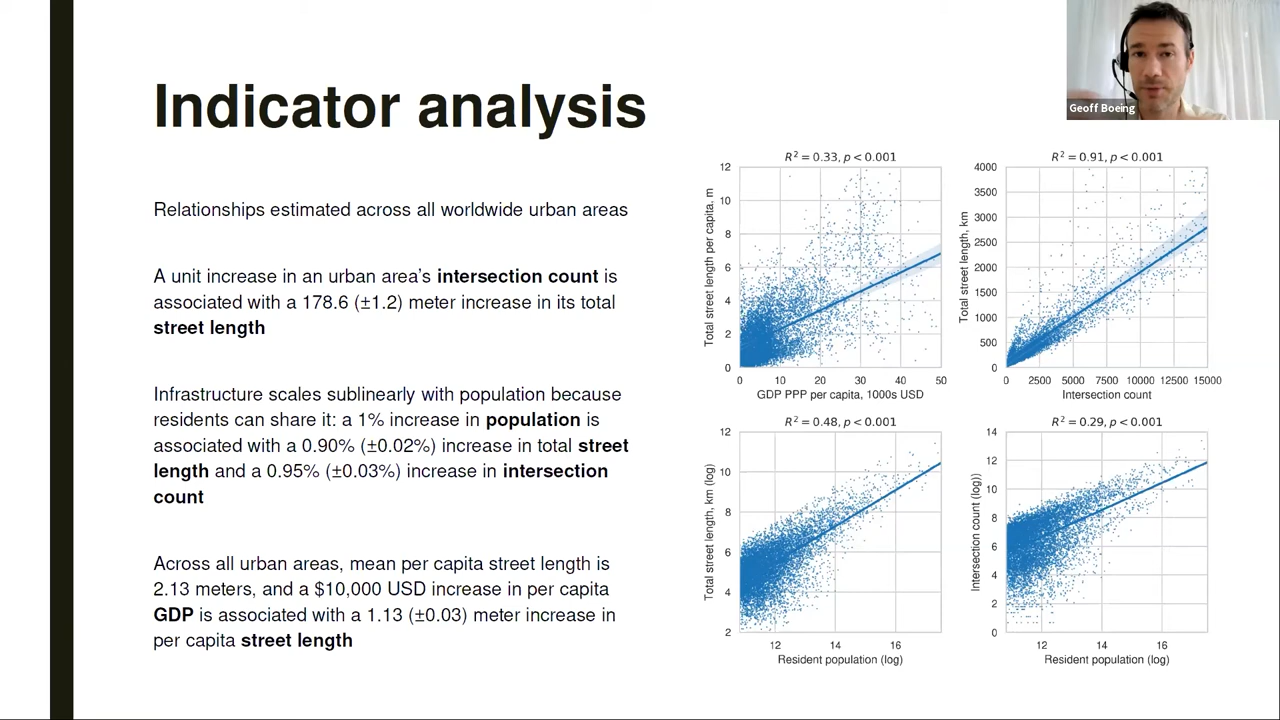 Indicator analysis
Geoff Boeing
Relationships estimated across all worldwide urban areas
A unit increase in an urban area's intersection count is
associated with a 178.6 (±1.2) meter increase in its total
street length
Infrastructure scales sublinearly with population because
residents can share it: a 1% increase in population is
associated with a 0.90% (±0.02%) increase in total street
length and a 0.95% (±0.03%) increase in intersection
count
Across all urban areas, mean per capita street length is
2.13 meters, and a $10,000 USD increase in per capita
GDP is associated with a 1.13 (±0.03) meter increase in
per capita street length
R² = 0.33, p < 0.001
Total street length per capita, m
12
10
8
6
4
2
0
0 10 20 30 40 50
GDP PPP per capita, 1000s USD
R² = 0.91, p < 0.001
Total street length, km
4000
3500
3000
2500
2000
1500
1000
500
0
0 2500 5000 7500 10000 12500 15000
Intersection count
R² = 0.48, p < 0.001
Total street length, km (log)
12
10
8
6
4
2
12 14 16
Resident population (log)
R² = 0.29, p < 0.001
Intersection count (log))
14
12
10
8
6
4
2
0
12 14 16
Resident population (log)